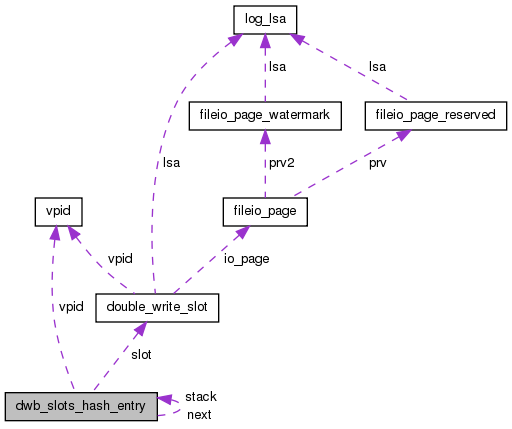 log_lsa
lsa
lsa
fileio_page_watermark
fileio_page_reserved
lsa
prv2
prv
vpid
fileio_page
vpid
io_page
vpid
double_write_slot
slot
dwb_slots_hash_entry
stack
next